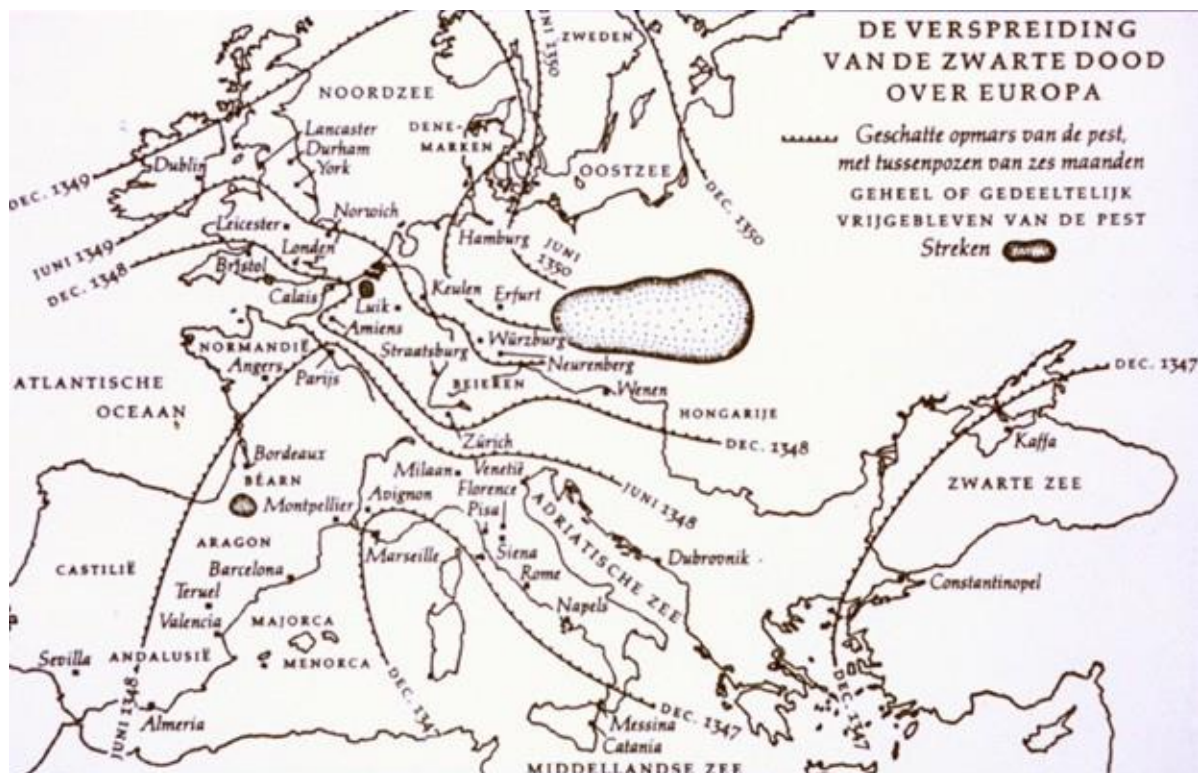 DE VERSPREIDING
VAN DE ZWARTE DOOD
OVER EUROPA
Geschatte opmars van de pest,
met tussenpozen van zes maanden
GEHEEL OF GEDEELTELIJK
VRIJGEBLEVEN VAN DE PEST
Streken
JUNI 1350
ZWEDEN
NOORDZEE
DENE-
MARKEN
Lancaster
Durham
York
Dublin
OOSTZEE
DEC. 1349
DEC. 1350
Norwich
Leicester
Hamburg
Londen
JUNI 1349
JUNI
1350
DEC. 1348
Bristol
Keulen
Erfurt
Calais
Luik
Amiens
Würzburg
NORMANDIË
Straatsburg
Neurenberg
Angers
Parijs
BEIEREN
Wenen
DEC. 1347
ATLANTISCHE
OCEAAN
HONGARIJE
Zürich
DEC. 1348
Kaffa
Bordeaux
BÉARN
Milaan
Venetië
Florence
ZWARTE ZEE
Montpellier
Avignon
Pisa
JUNI 1348
ADRIATISCHE ZEE
ARAGON
Marseille
Siena
Dubrovnik
CASTILIË
Barcelona
Rome
Constantinopel
Teruel
Napels
Valencia
MAJORCA
MENORCA
Sevilla
ANDALUSIË
JUNI 1348
DEC. 1347
DEC. 1347
DEC. 1347
Almeria
Messina
Catania
MIDDELLANDSE ZEE